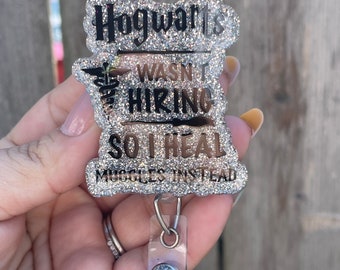 Hogwarts
WASN'T
HIRING
SO I HEAL
MUGGLES INSTEAD